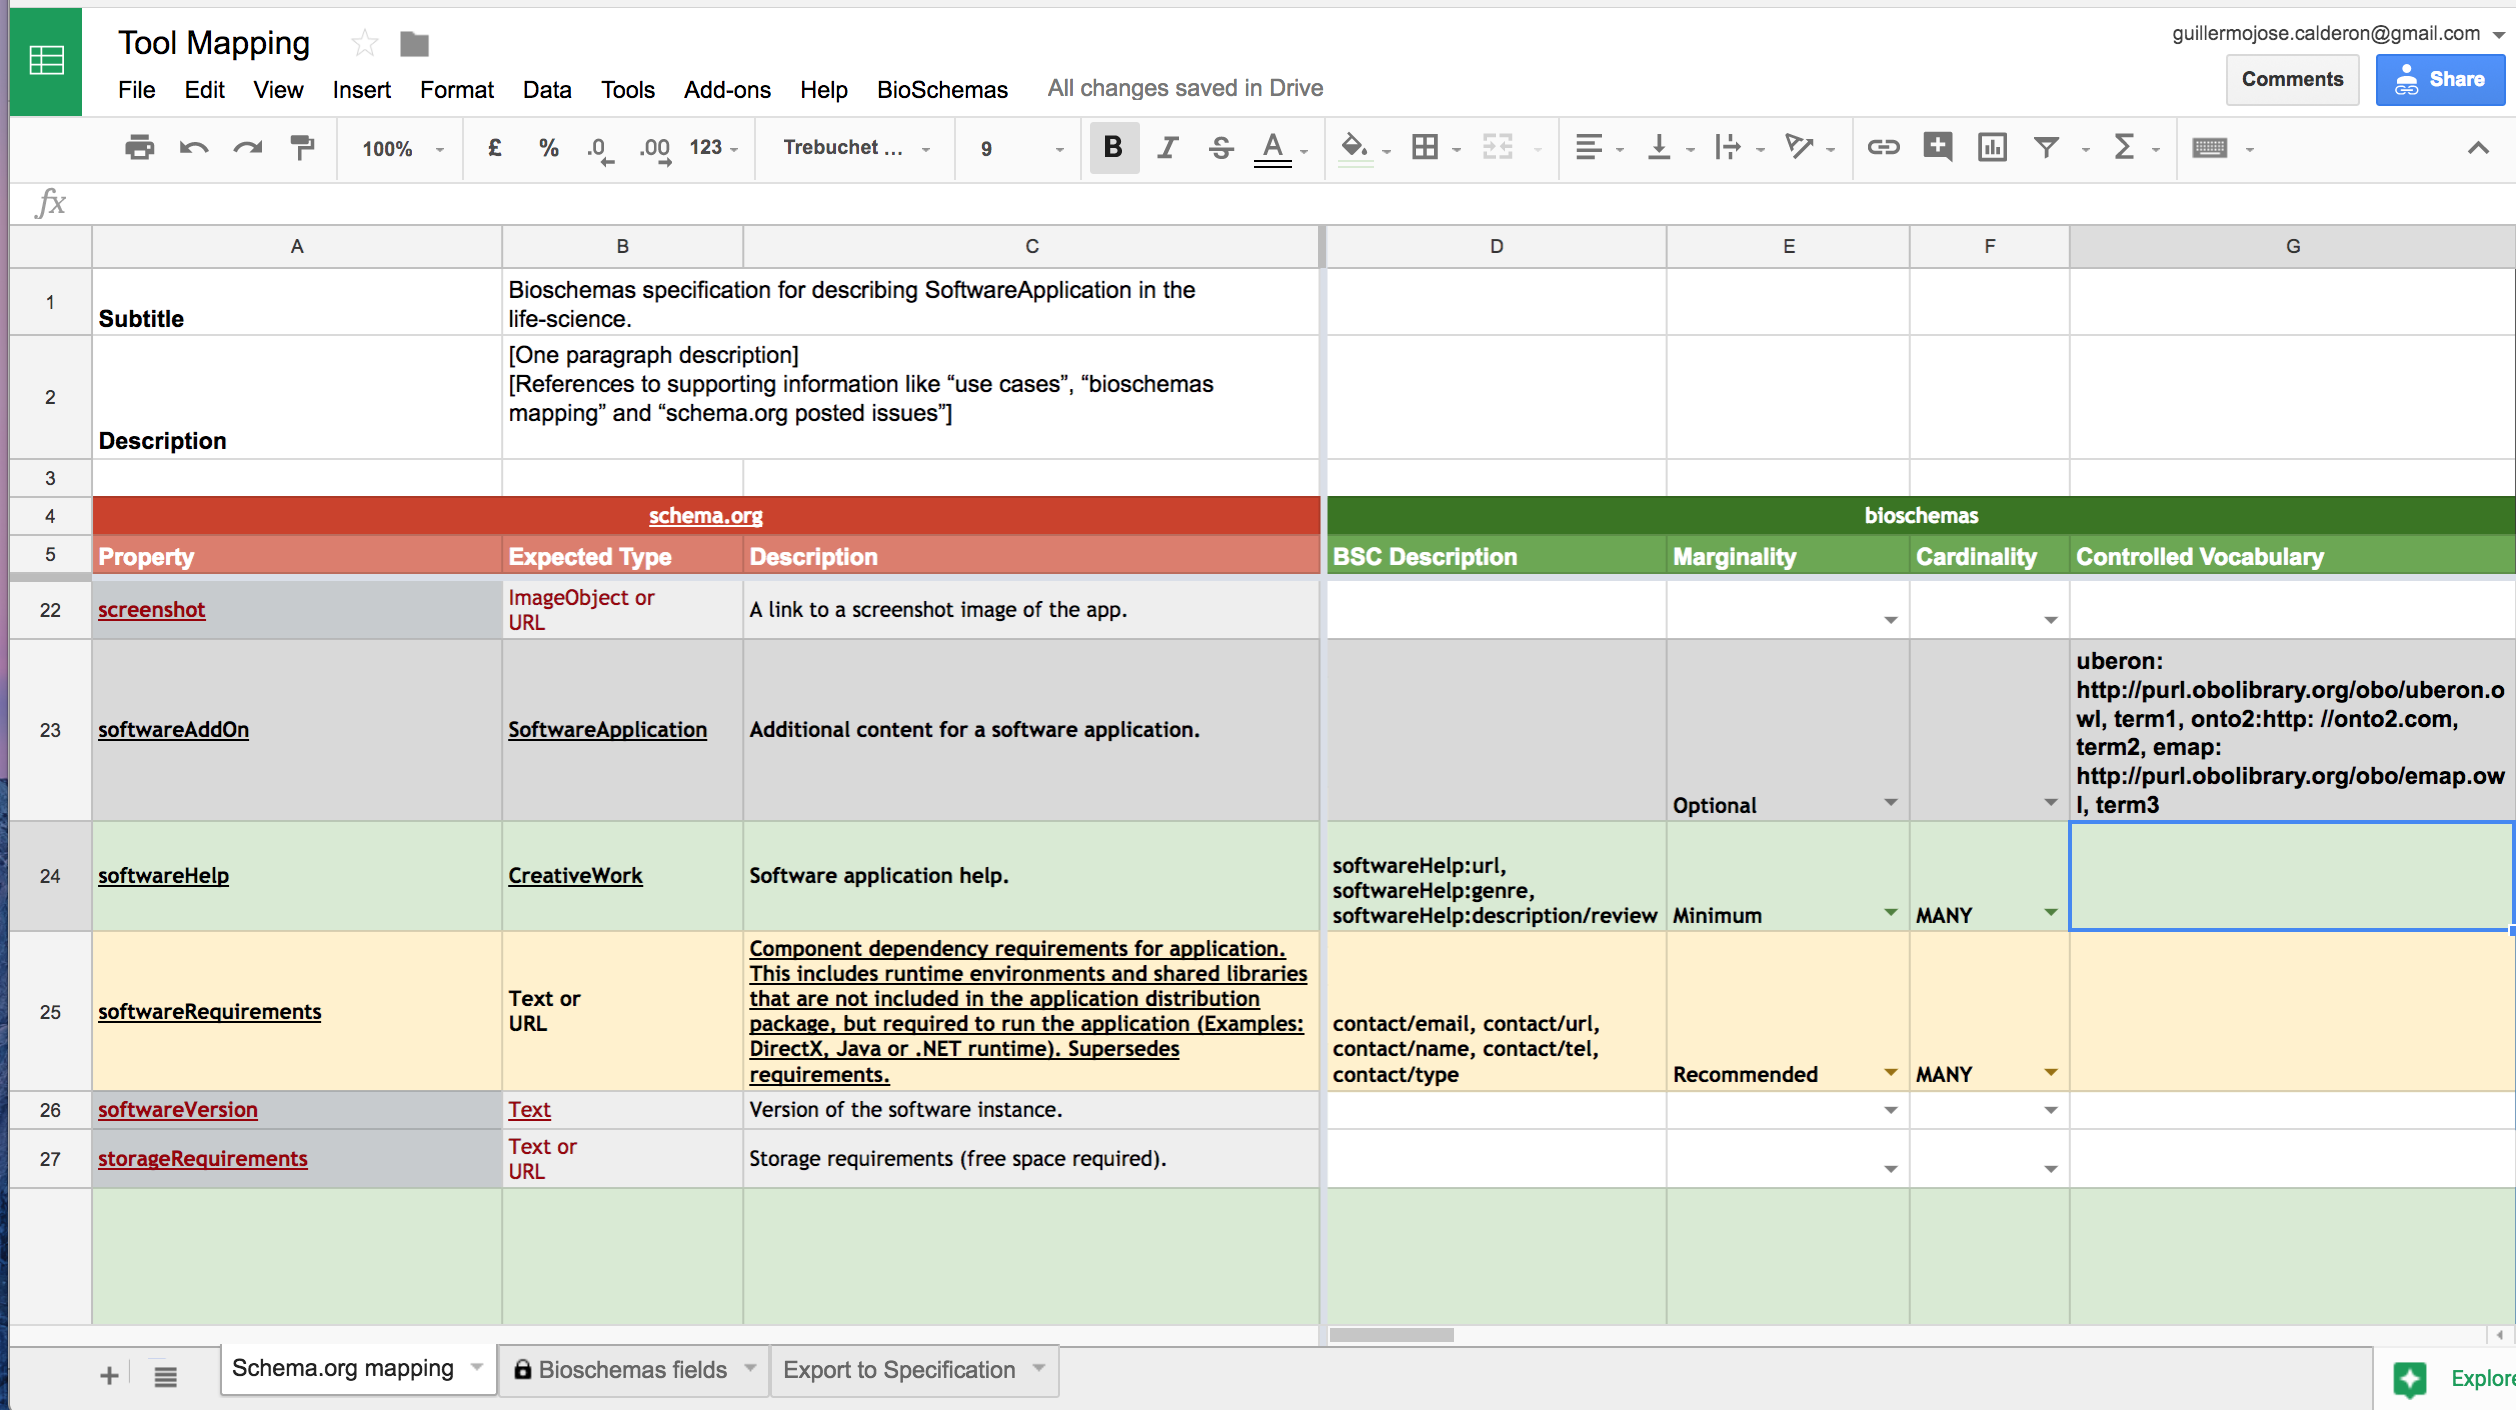 Tool Mapping
guillermojose.calderon@gmail.com
File Edit View Insert Format Data Tools Add-ons Help BioSchemas All changes saved in Drive
Comments
Share
100% £ % .0 .00 123 Trebuchet ... 9 B I S A Σ
fx
A B C D E F G
1
Subtitle
Bioschemas specification for describing SoftwareApplication in the
life-science.
2
Description
[One paragraph description]
[References to supporting information like “use cases”, “bioschemas
mapping” and “schema.org posted issues”]
3
4 schema.org bioschemas
5 Property Expected Type Description BSC Description Marginality Cardinality Controlled Vocabulary
22 screenshot
ImageObject or
URL
A link to a screenshot image of the app.
23 softwareAddOn SoftwareApplication Additional content for a software application.
Optional
uberon:
http://purl.obolibrary.org/obo/uberon.o
wl, term1, onto2:http: //onto2.com,
term2, emap:
http://purl.obolibrary.org/obo/emap.ow
l, term3
24 softwareHelp CreativeWork Software application help.
softwareHelp:url,
softwareHelp:genre,
softwareHelp:description/review
Minimum MANY
25 softwareRequirements
Text or
URL
Component dependency requirements for application.
This includes runtime environments and shared libraries
that are not included in the application distribution
package, but required to run the application (Examples:
DirectX, Java or .NET runtime). Supersedes
requirements.
contact/email, contact/url,
contact/name, contact/tel,
contact/type
Recommended MANY
26 softwareVersion Text Version of the software instance.
27 storageRequirements
Text or
URL
Storage requirements (free space required).
Schema.org mapping Bioschemas fields Export to Specification
Explore